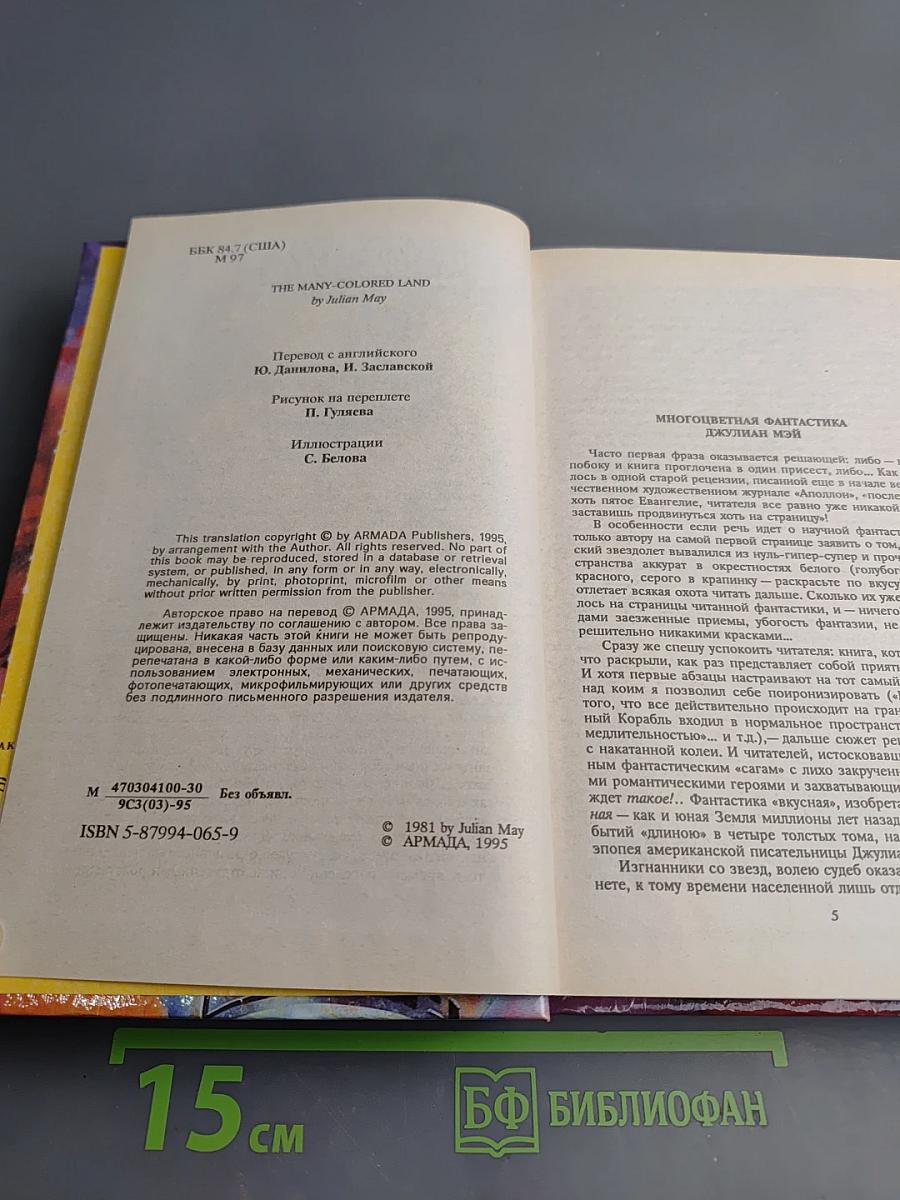 ББК 84.7 (США)
М 97
THE MANY-COLORED LAND
by Julian May
Перевод с английского
Ю. Данилова, И. Заславской
Рисунок на переплете
П. Гуляева
Иллюстрации
С. Белова
This translation copyright © by ARMADA Publishers, 1995,
by arrangement with the Author. All rights reserved. No part of
this book may be reproduced, stored in a database or retrieval
system, or published, in any form or in any way, electronically,
mechanically, by print, photoprint, microfilm or other means
without prior written permission from the publisher.
Авторское право на перевод © АРМАДА, 1995, принад-
лежит издательству по соглашению с автором. Все права за-
щищены. Никакая часть этой книги не может быть репроду-
цирована, внесена в базу данных или поисковую систему, пе-
репечатана в какой-либо форме или каким-либо путем, с ис-
пользованием электронных, механических, печатающих,
фотопечатающих, микрофильмирующих или других средств
без подлинного письменного разрешения издателя.
М 470304100-30 Без объявл.
9С3(03)-95
ISBN 5-87994-065-9
© 1981 by Julian May
© АРМАДА, 1995
МНОГОЦВЕТНАЯ ФАНТАСТИКА
ДЖУЛИАН МЭЙ
Часто первая фраза оказывается решающей: либо —
побоку и книга проглочена в один присест, либо... Как
лось в одной старой рецензии, писанной еще в начале ве
чественном художественном журнале «Аполлон», «после
хоть пятое Евангелие, читателя все равно уже никакой
заставишь продвинуться хоть на страницу»!
В особенности если речь идет о научной фантаст
только автору на самой первой странице заявить о том,
ский звездолет вывалился из нуль-гипер-супер и проч
странства аккурат в окрестностях белого (голубог
красного, серого в крапинку — раскрасьте по вкусу
отлетает всякая охота читать дальше. Сколько их уже
лось на страницы читанной фантастики, и — ничего
дами заезженные приемы, убогость фантазии, не
решительно никакими красками...
Сразу же спешу успокоить читателя: книга, кот
что раскрыли, как раз представляет собой прият
И хотя первые абзацы настраивают на тот самый
над коим я позволил себе поиронизировать («
того, что все действительно происходит на гран
ный Корабль входил в нормальное пространст
медлительностью»... и т.д.),— дальше сюжет ре
с накатанной колеи. И читателей, истосковавш
ным фантастическим «сагам» с лихо закручен
ми романтическими героями и захватывающи
ждет такое!.. Фантастика «вкусная», изобрета
ная — как и юная Земля миллионы лет назад
бытий «длиною» в четыре толстых тома, на
эпопея американской писательницы Джулиа
Изгнанники со звезд, волею судеб оказа
нете, к тому времени населенной лишь отд
5
15 см
БФ БИБЛИОФАН